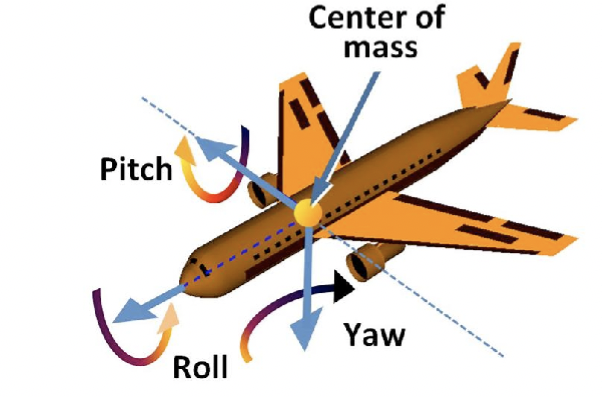 Center of
mass
Pitch
Yaw
Roll